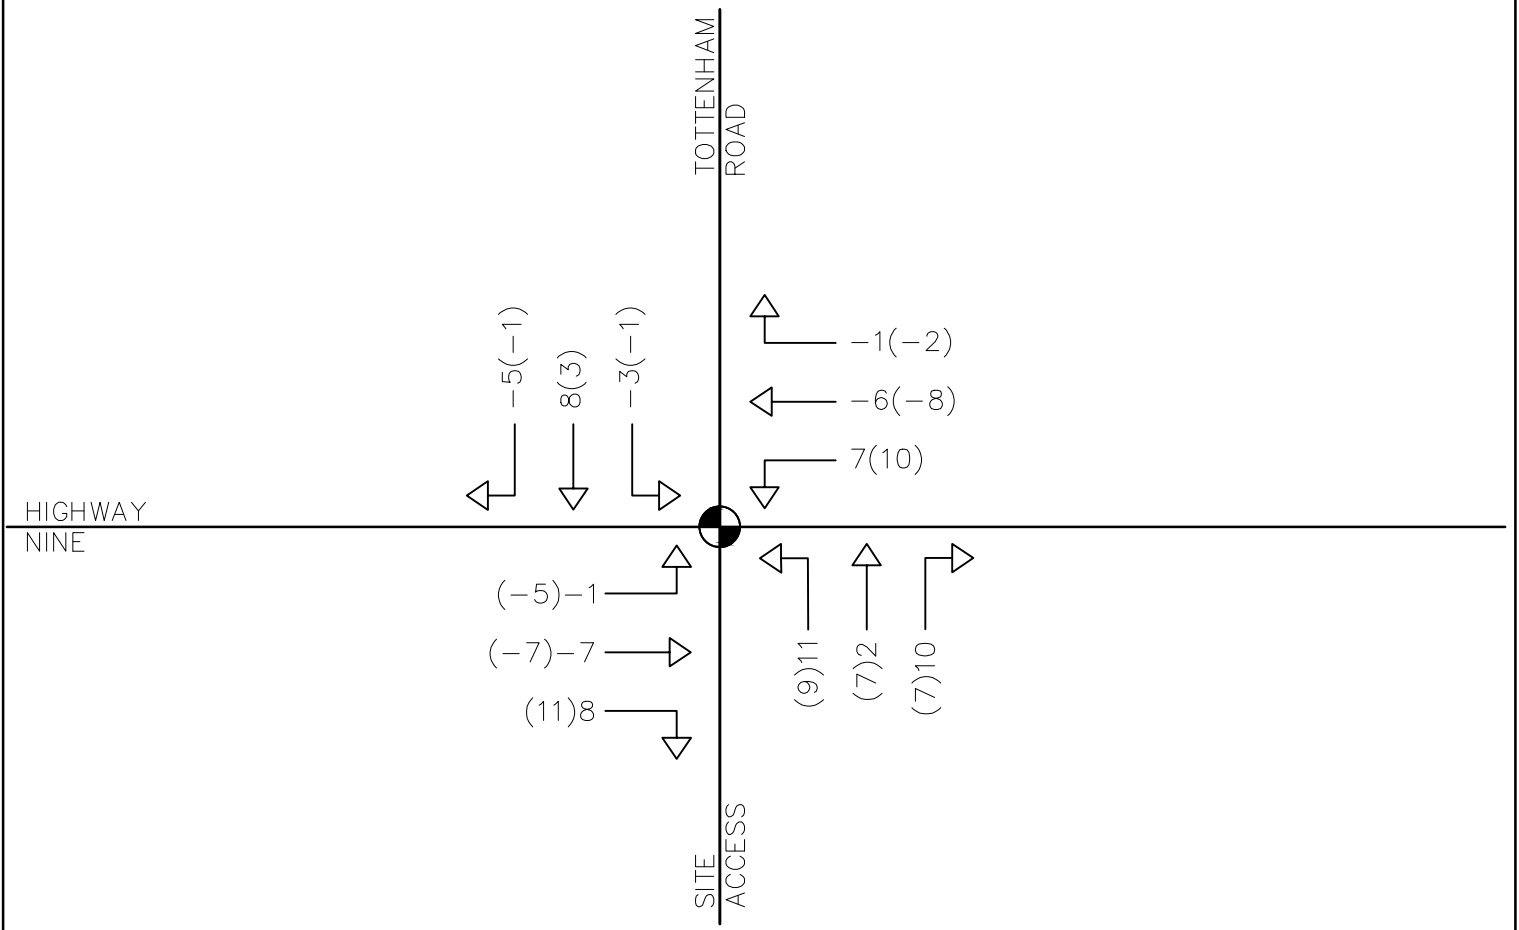 TOTTENHAM
ROAD
-5(-1)
8(3)
-3(-1)
-1(-2)
-6(-8)
7(10)
HIGHWAY
NINE
(-5)-1
(-7)-7
(11)8
(9)11
(7)2
(7)10
SITE
ACCESS